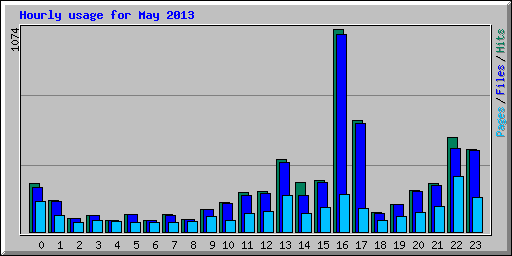 Hourly usage for May 2013
1074
Pages / Files / Hits
0 1 2 3 4 5 6 7 8 9 10 11 12 13 14 15 16 17 18 19 20 21 22 23